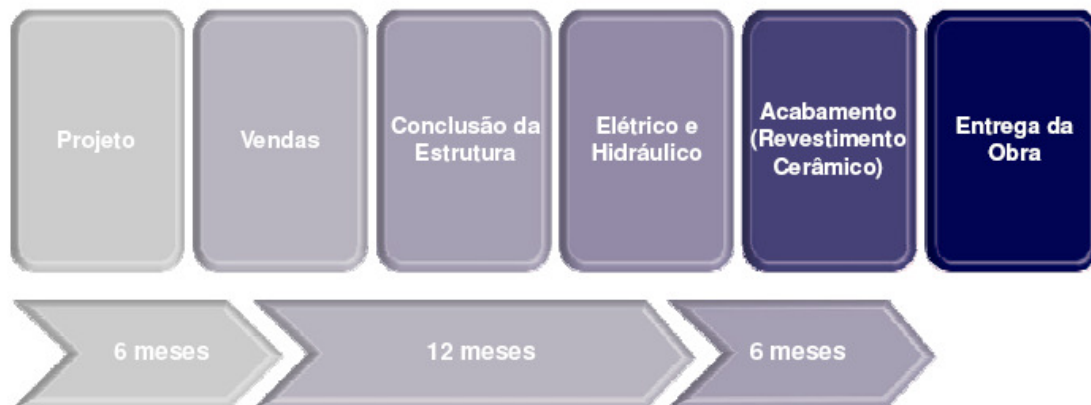 Projeto
Vendas
Conclusão da
Estrutura
Elétrico e
Hidráulico
Acabamento
(Revestimento
Cerâmico)
Entrega da
Obra
6 meses
12 meses
6 meses